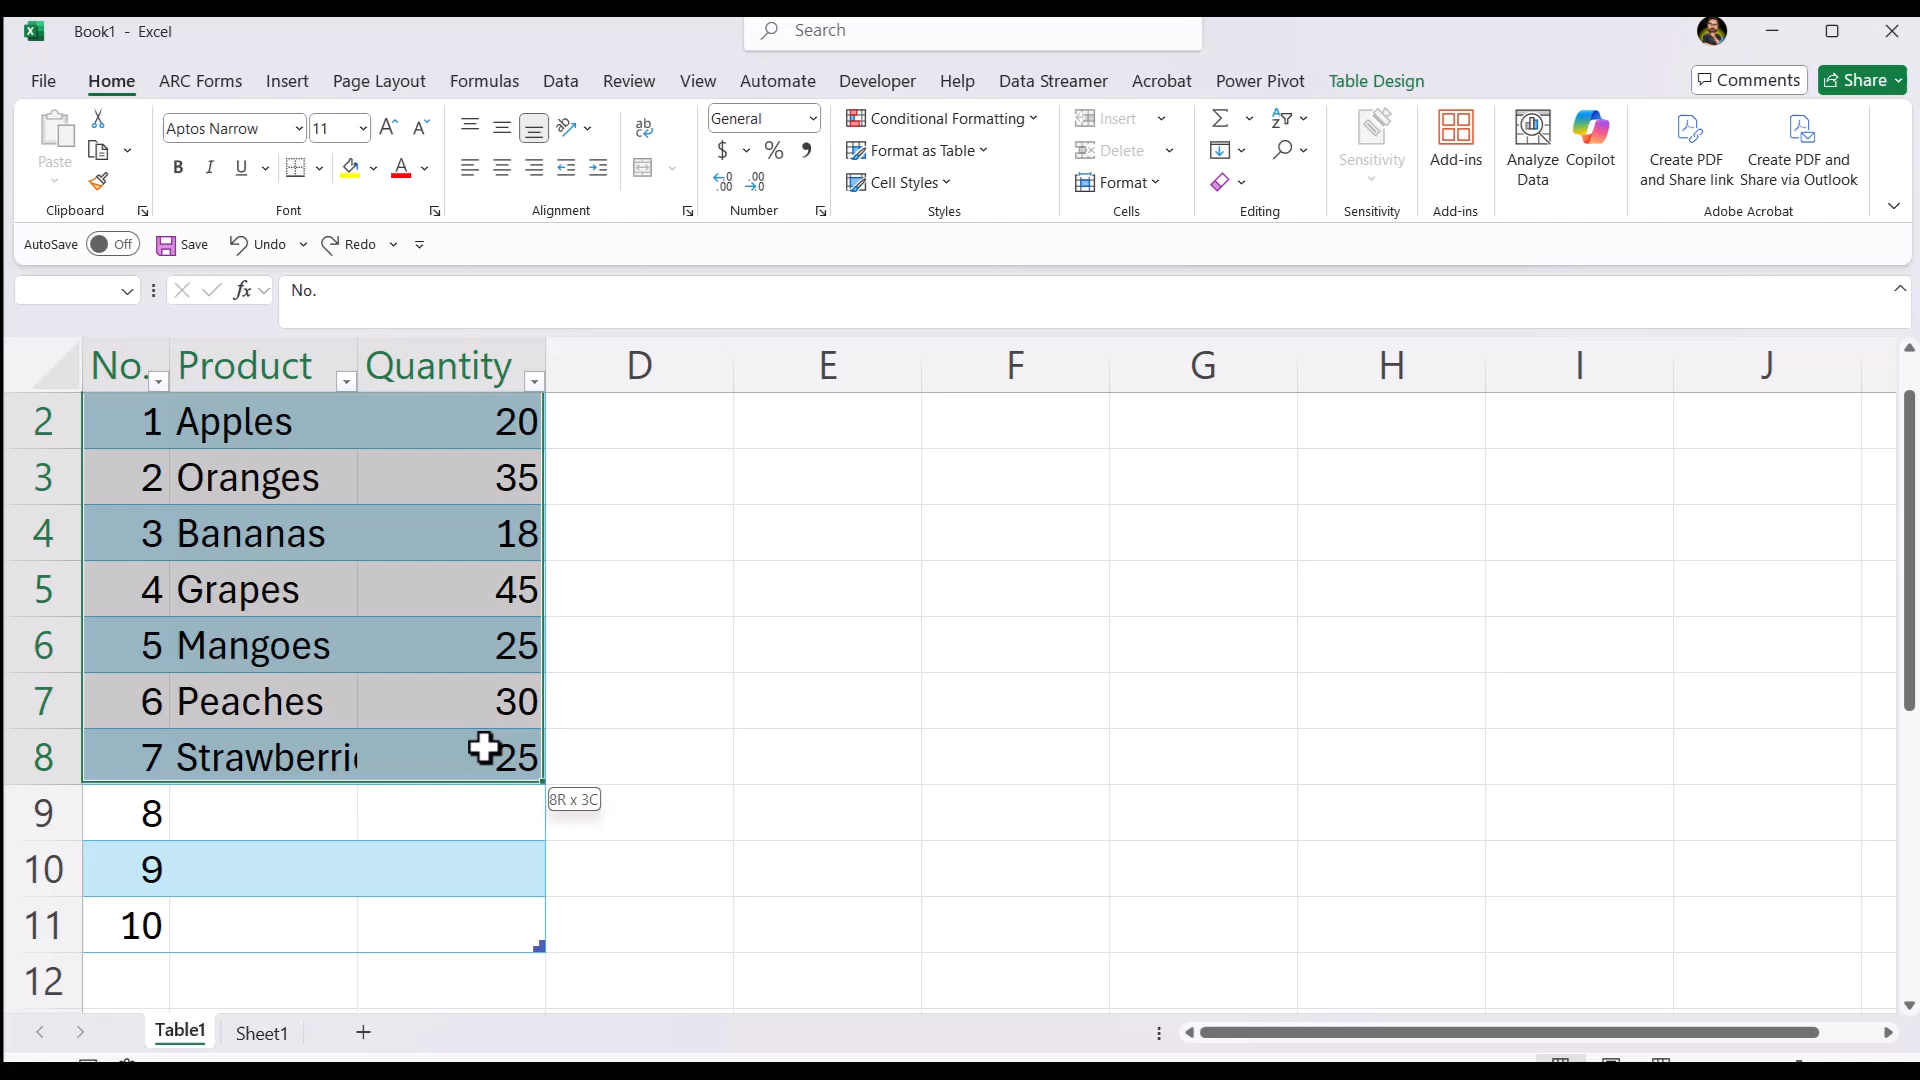 Book1 - Excel
Search
File Home ARC Forms Insert Page Layout Formulas Data Review View Automate Developer Help Data Streamer Acrobat Power Pivot Table Design
Comments Share
Paste
Aptos Narrow 11
B I U A
ab
General
$ % ,
Conditional Formatting
Format as Table
Cell Styles
Insert
Delete
Format
Sensitivity
Add-ins
Analyze Data
Copilot
Create PDF and Share link
Create PDF and Share via Outlook
Clipboard Font Alignment Number Styles Cells Editing Sensitivity Add-ins Adobe Acrobat
AutoSave Off Save Undo Redo
fx No.
No. Product Quantity D E F G H I J
2 1 Apples 20
3 2 Oranges 35
4 3 Bananas 18
5 4 Grapes 45
6 5 Mangoes 25
7 6 Peaches 30
8 7 Strawberri 25
8R x 3C
9 8
10 9
11 10
12
Table1 Sheet1